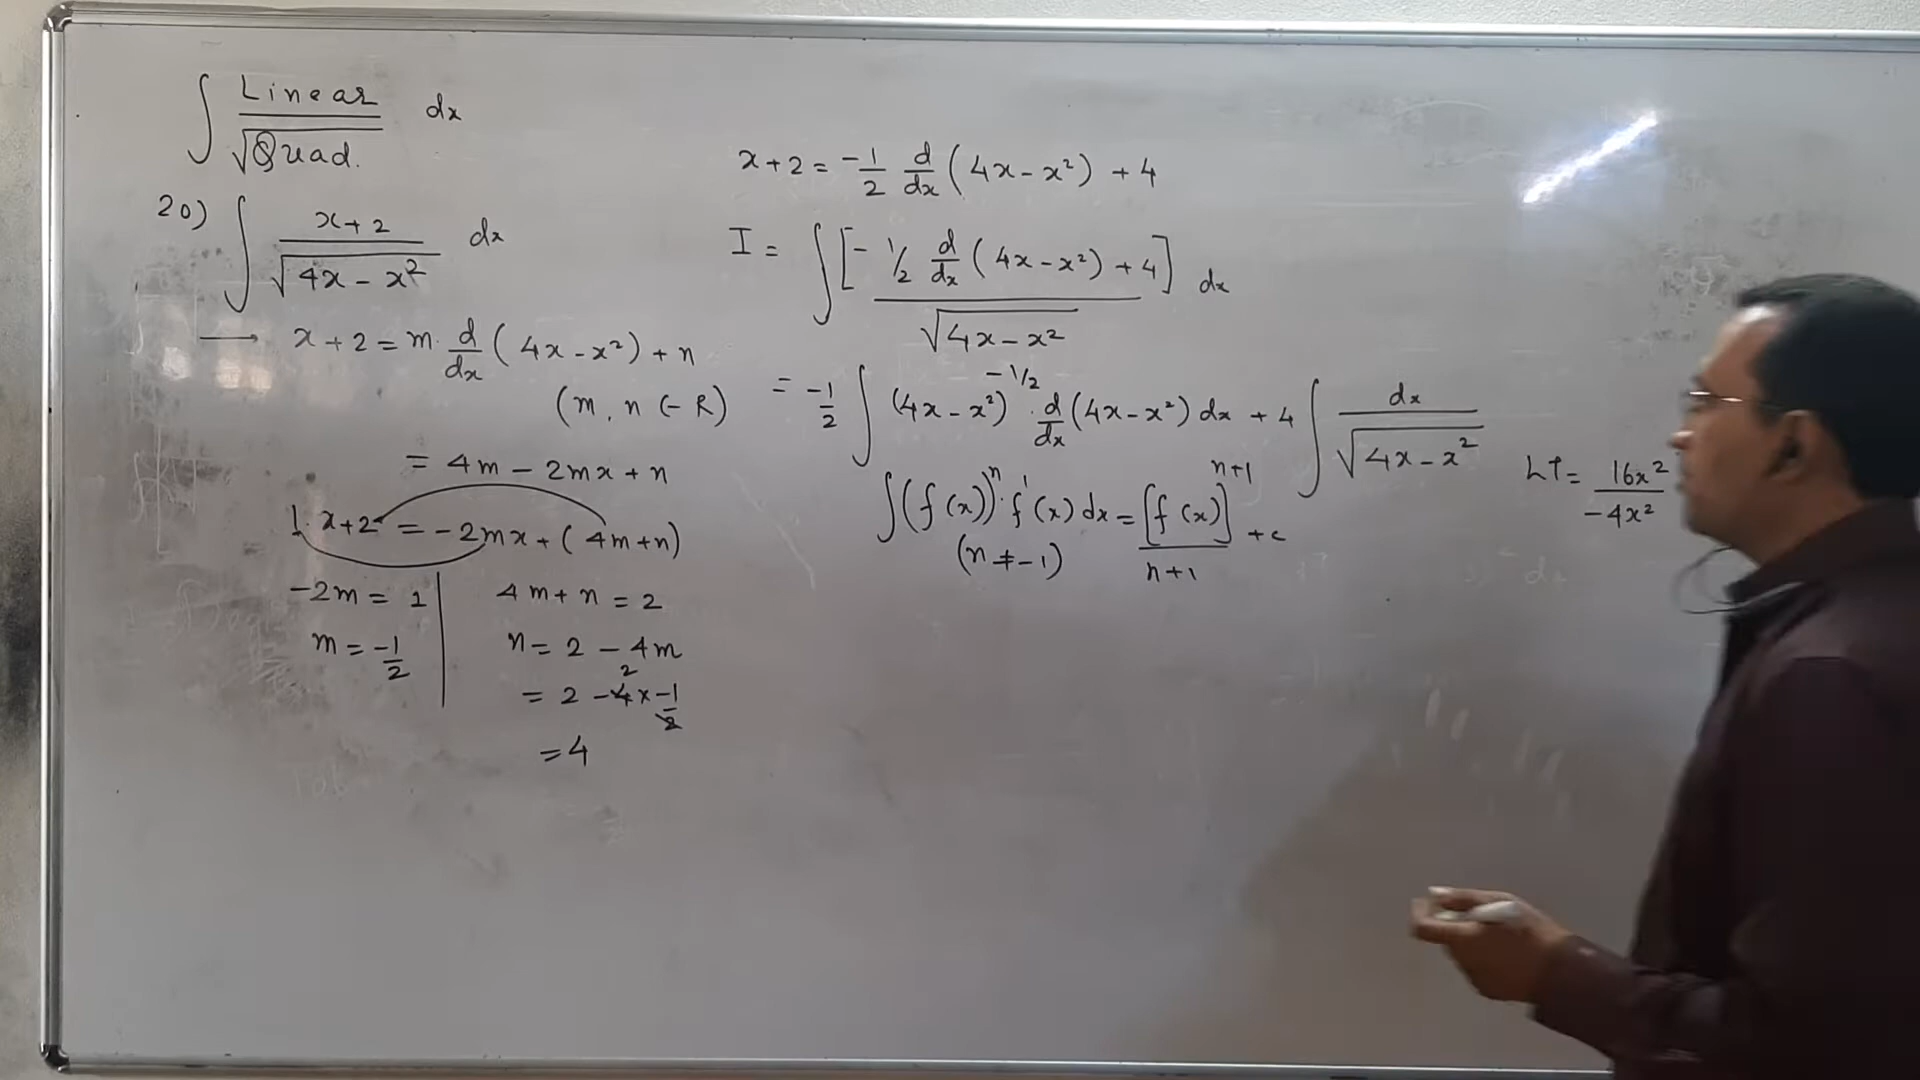 ∫ Linear / √Quad. dx
20) ∫ x+2 / √4x - x² dx
→ x+2 = m · d/dx (4x - x²) + n
(m, n ∈ R)
= 4m - 2mx + n
1·x+2 = -2mx + (4m+n)
-2m = 1
m = -1/2
4m + n = 2
n = 2 - 4m
= 2 - 4 x -1/2
2
= 4
x+2 = -1/2 d/dx (4x - x²) + 4
I = ∫ [- 1/2 d/dx (4x - x²) + 4] / √4x - x² dx
= -1/2 ∫ (4x - x²)^-1/2 · d/dx (4x - x²) dx + 4 ∫ dx / √4x - x²
∫ (f(x))^n · f'(x) dx = [f(x)]^n+1 / n+1 + c
(n ≠ -1)
LT = 16x² / -4x²